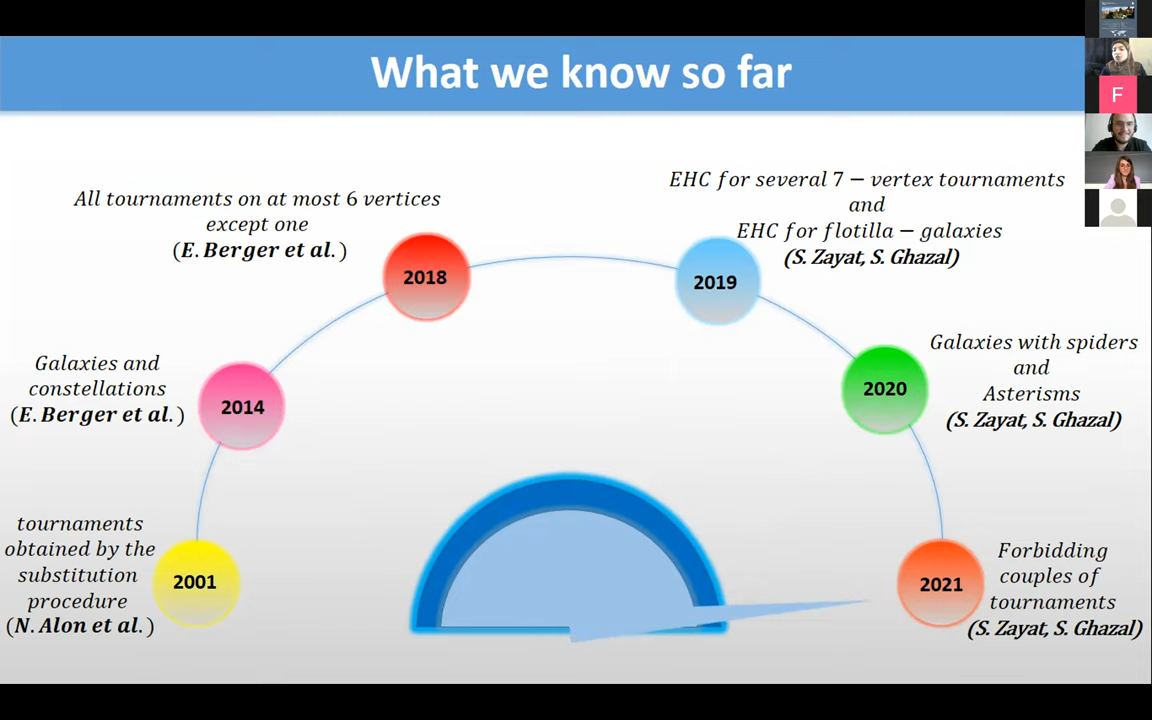 What we know so far
F
All tournaments on at most 6 vertices
except one
(E. Berger et al.)
2018
EHC for several 7 − vertex tournaments
and
EHC for flotilla − galaxies
(S. Zayat, S. Ghazal)
2019
Galaxies and
constellations
(E. Berger et al.)
2014
Galaxies with spiders
and
Asterisms
(S. Zayat, S. Ghazal)
2020
tournaments
obtained by the
substitution
procedure
(N. Alon et al.)
2001
Forbidding
couples of
tournaments
(S. Zayat, S. Ghazal)
2021